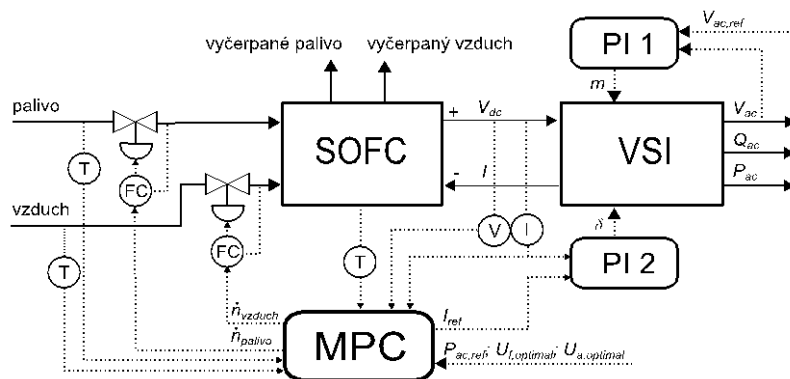 V_ac,ref
vyčerpané palivo
vyčerpaný vzduch
PI 1
m
palivo
+ V_dc
V_ac
SOFC
VSI
Q_ac
T
FC
- I
P_ac
vzduch
δ
V
I
T
FC
T
PI 2
ṅ_vzduch
I_ref
ṅ_palivo
MPC
P_ac,ref; U_f,optimal; U_a,optimal